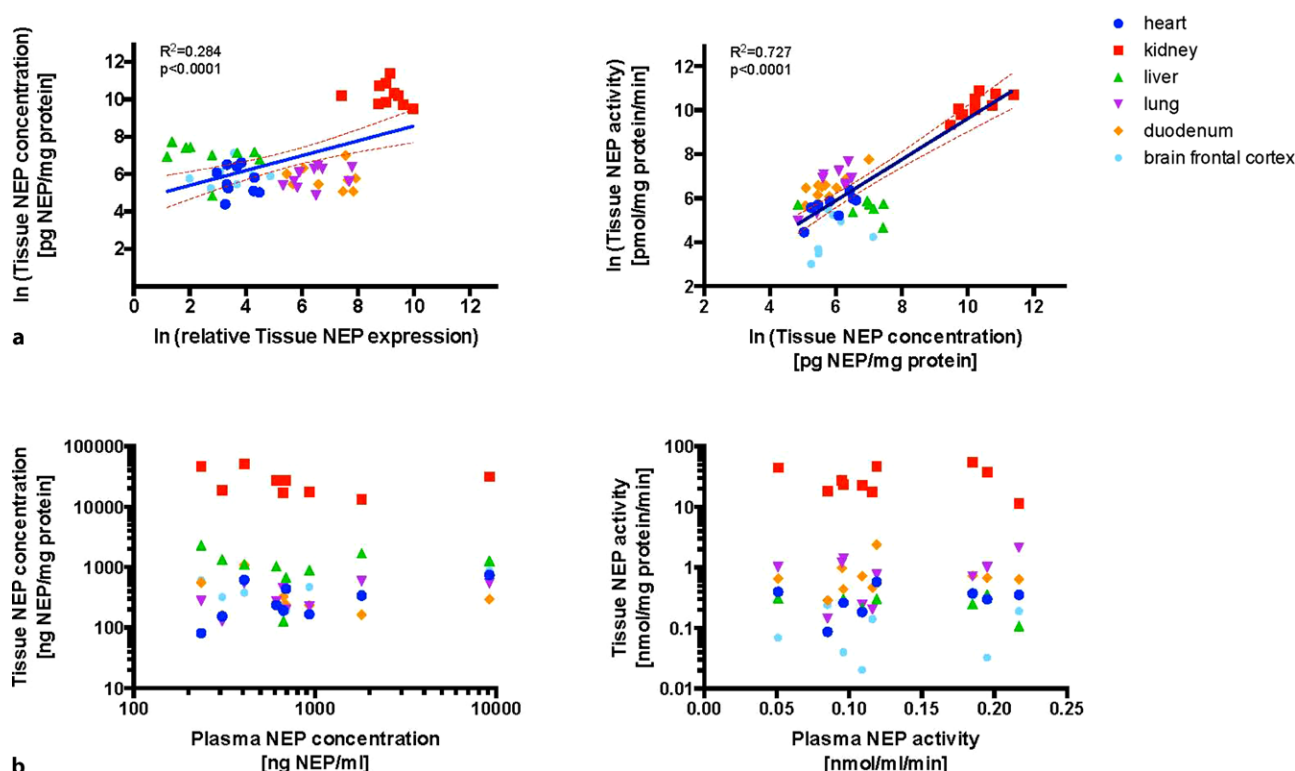 R²=0.284
p<0.0001
12
10
8
6
4
2
0 2 4 6 8 10 12
ln (Tissue NEP concentration)
[pg NEP/mg protein]
ln (relative Tissue NEP expression)
a
R²=0.727
p<0.0001
12
10
8
6
4
2
2 4 6 8 10 12
ln (Tissue NEP activity)
[pmol/mg protein/min]
ln (Tissue NEP concentration)
[pg NEP/mg protein]
heart
kidney
liver
lung
duodenum
brain frontal cortex
100000
10000
1000
100
10
100 1000 10000
Tissue NEP concentration
[ng NEP/mg protein]
Plasma NEP concentration
[ng NEP/ml]
b
100
10
1
0.1
0.01
0.00 0.05 0.10 0.15 0.20 0.25
Tissue NEP activity
[nmol/mg protein/min]
Plasma NEP activity
[nmol/ml/min]